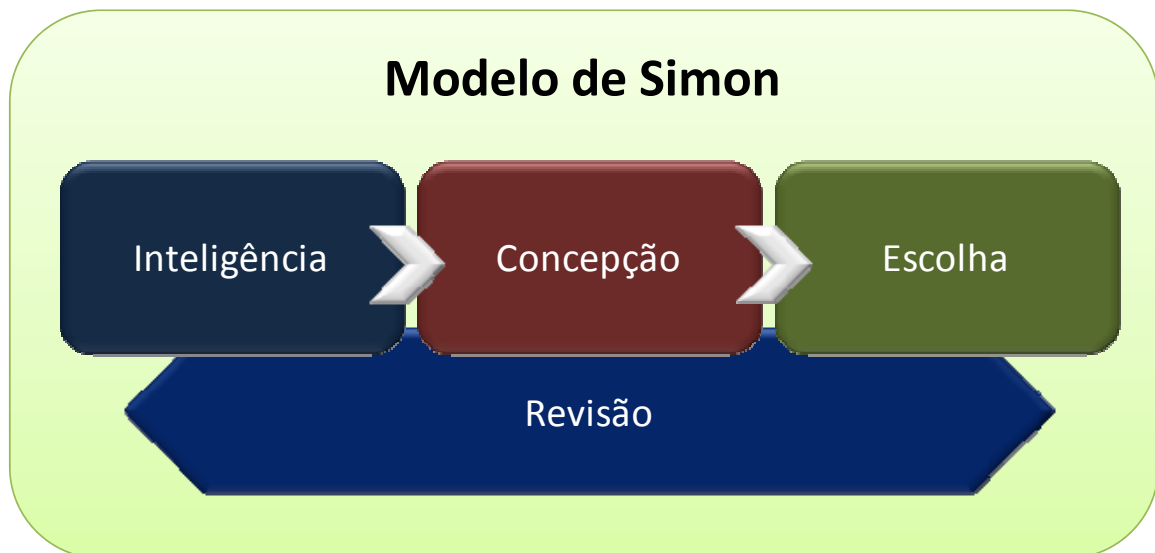 Modelo de Simon
Inteligência
Concepção
Escolha
Revisão